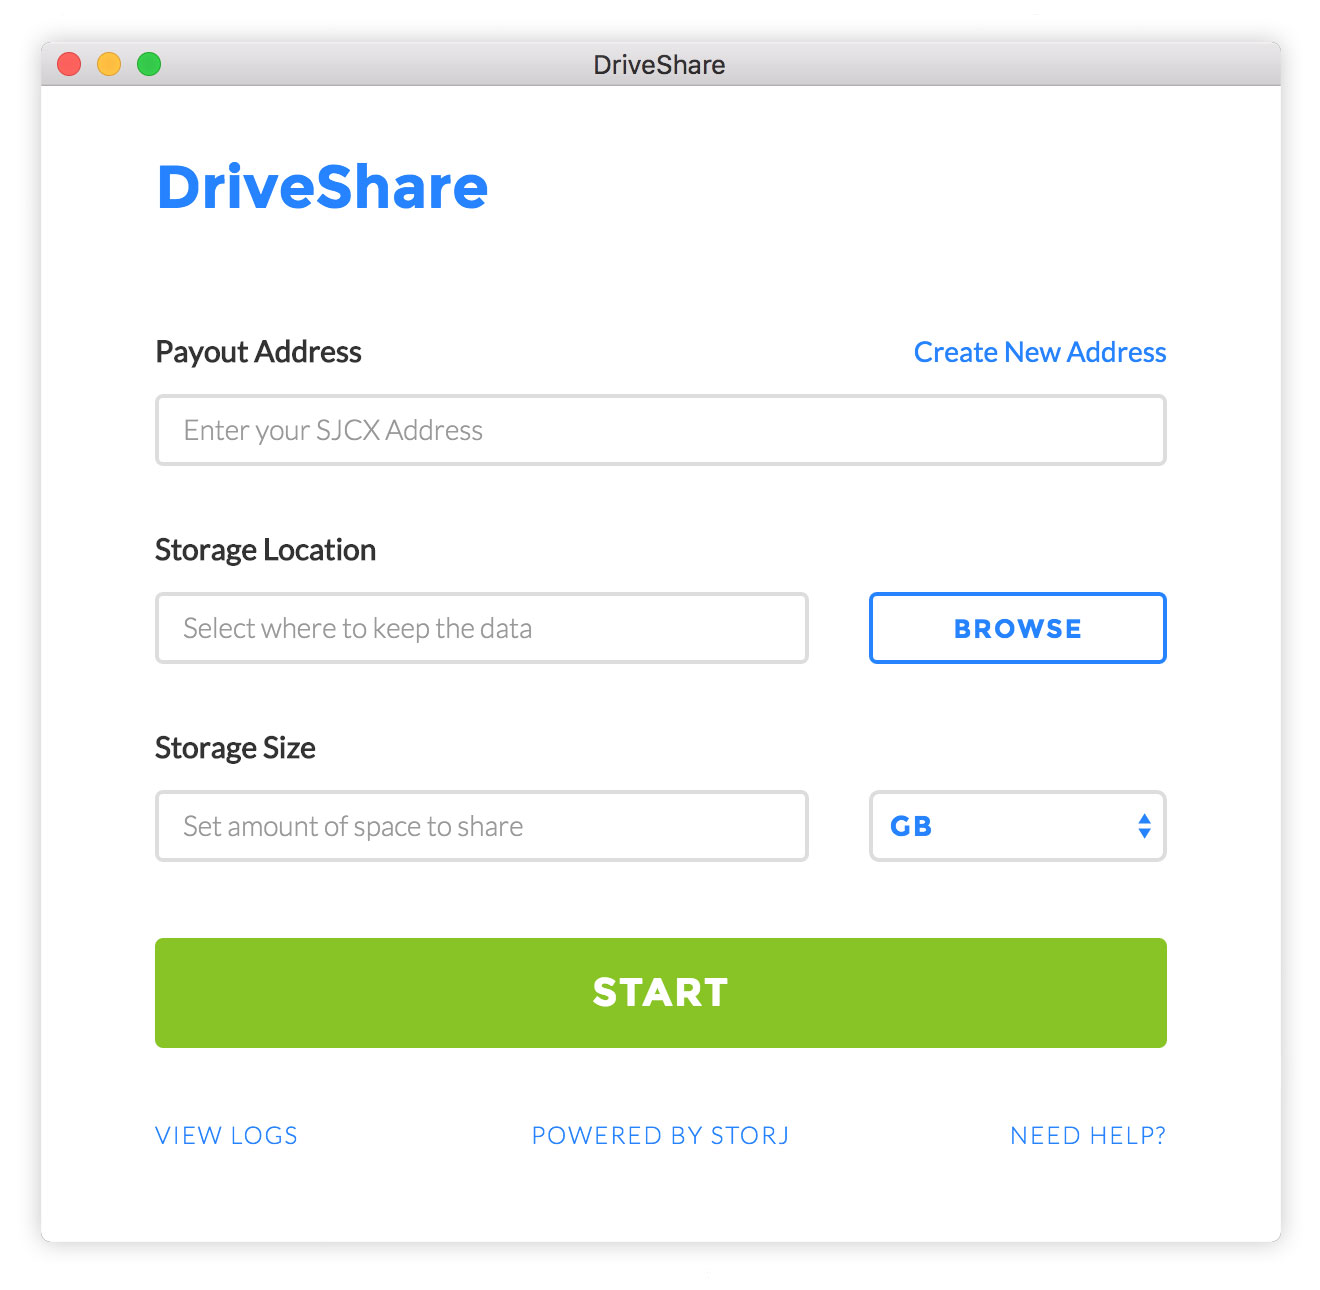 DriveShare
DriveShare
Payout Address
Create New Address
Enter your SJCX Address
Storage Location
Select where to keep the data
BROWSE
Storage Size
Set amount of space to share
GB
START
VIEW LOGS
POWERED BY STORJ
NEED HELP?